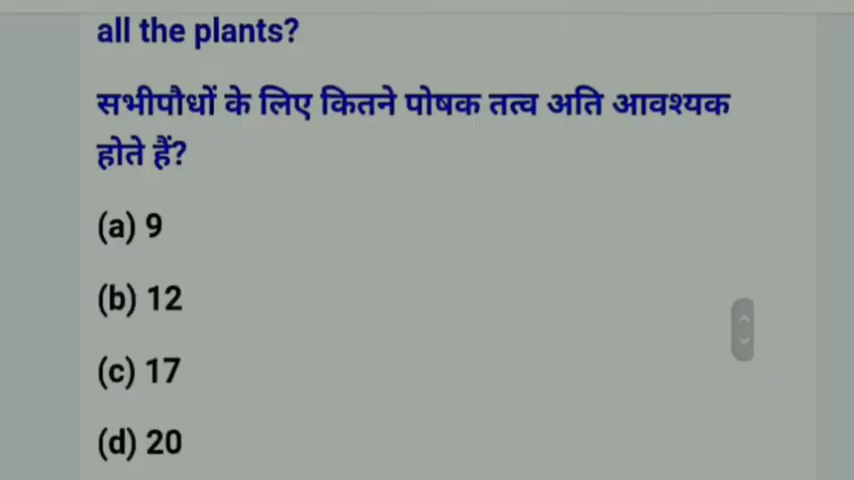 all the plants?
सभीपौधों के लिए कितने पोषक तत्व अति आवश्यक
होते हैं?
(a) 9
(b) 12
(c) 17
(d) 20